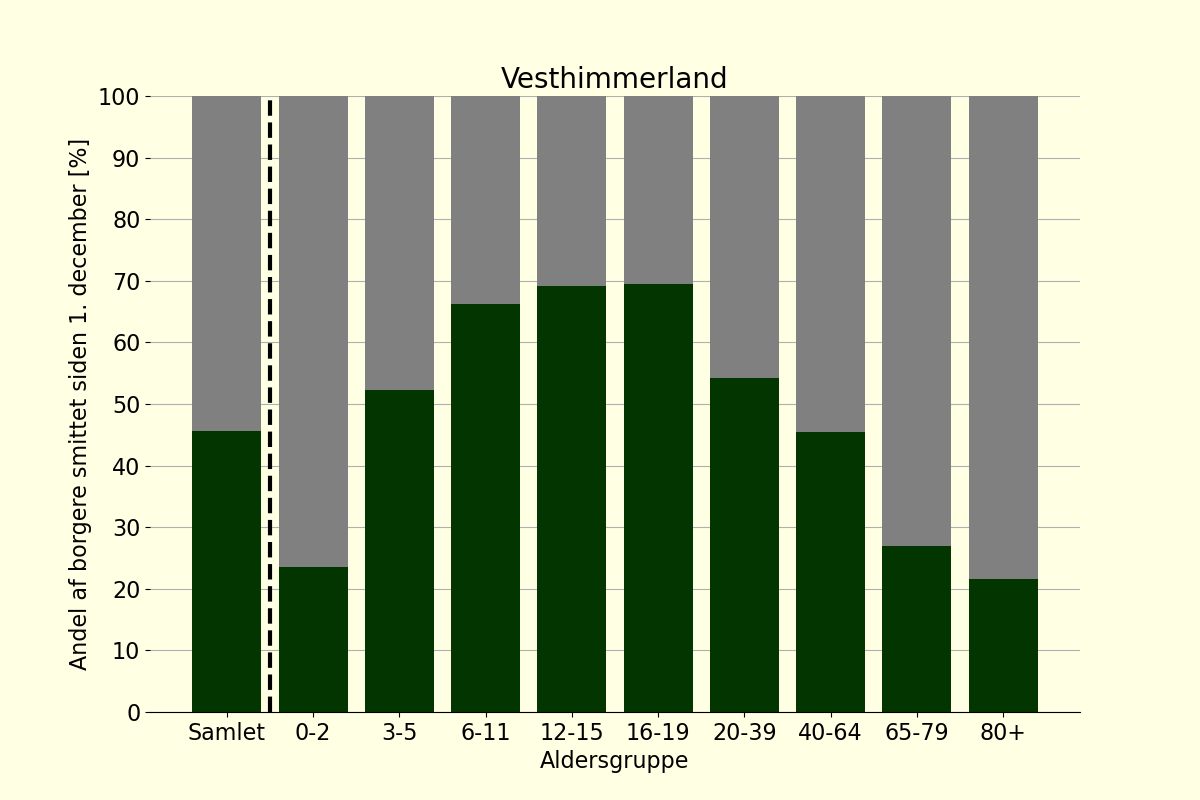 Vesthimmerland
Andel af borgere smittet siden 1. december [%]
100
90
80
70
60
50
40
30
20
10
0
Samlet 0-2 3-5 6-11 12-15 16-19 20-39 40-64 65-79 80+
Aldersgruppe